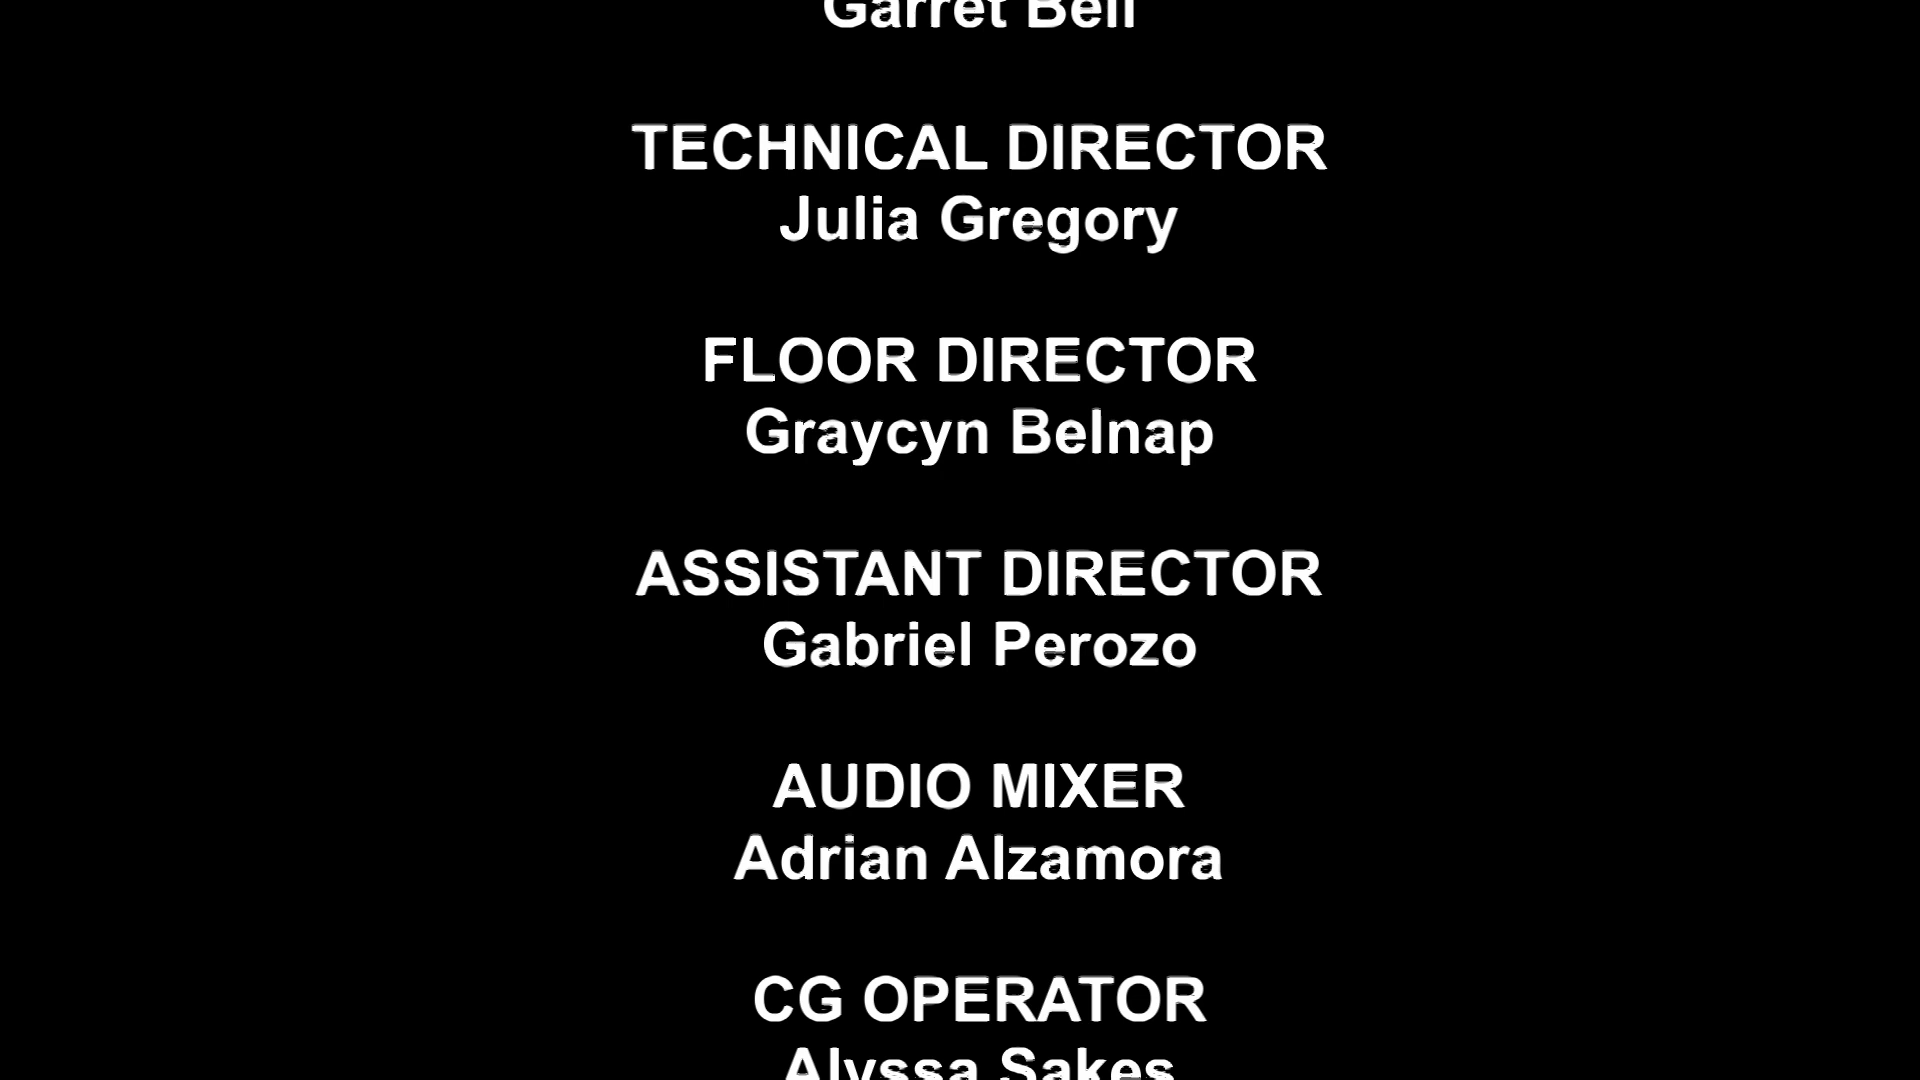 Garret Bell
TECHNICAL DIRECTOR
Julia Gregory
FLOOR DIRECTOR
Graycyn Belnap
ASSISTANT DIRECTOR
Gabriel Perozo
AUDIO MIXER
Adrian Alzamora
CG OPERATOR
Alyssa Sakes